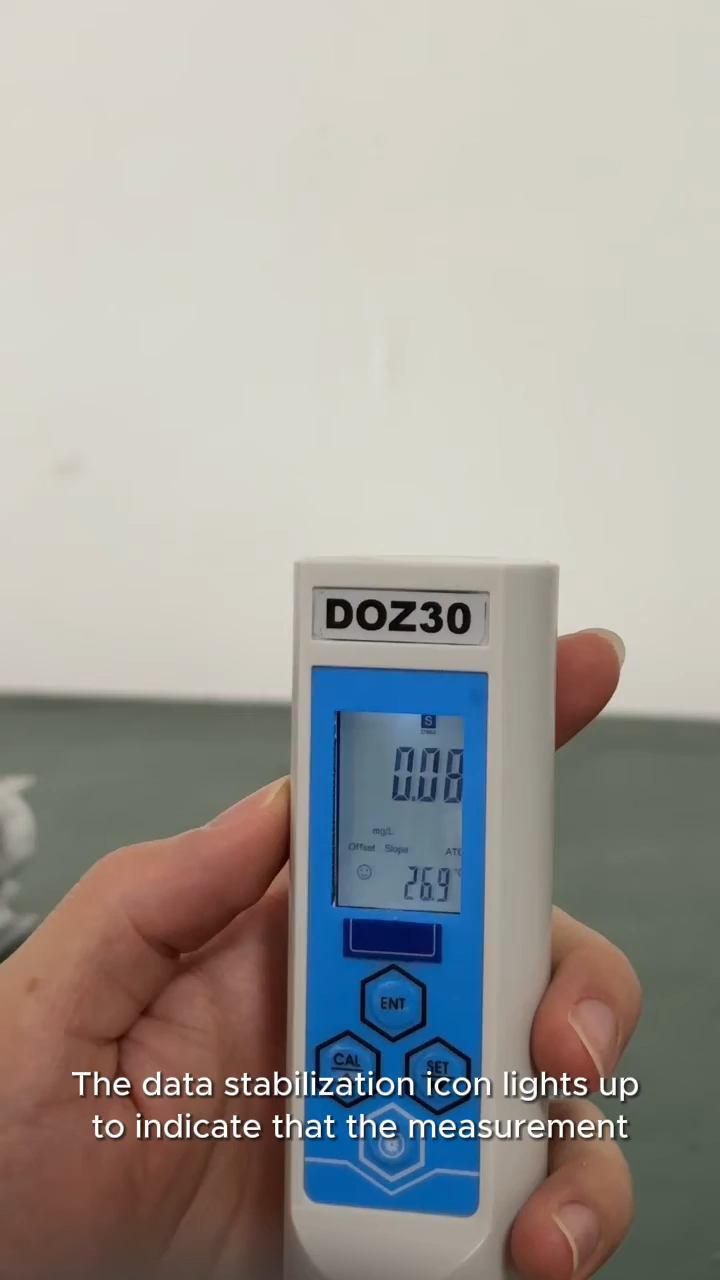 DOZ30
S
0.08
mg/L
Offset Slope ATC
26.9 °C
ENT
CAL
SET
The data stabilization icon lights up
to indicate that the measurement